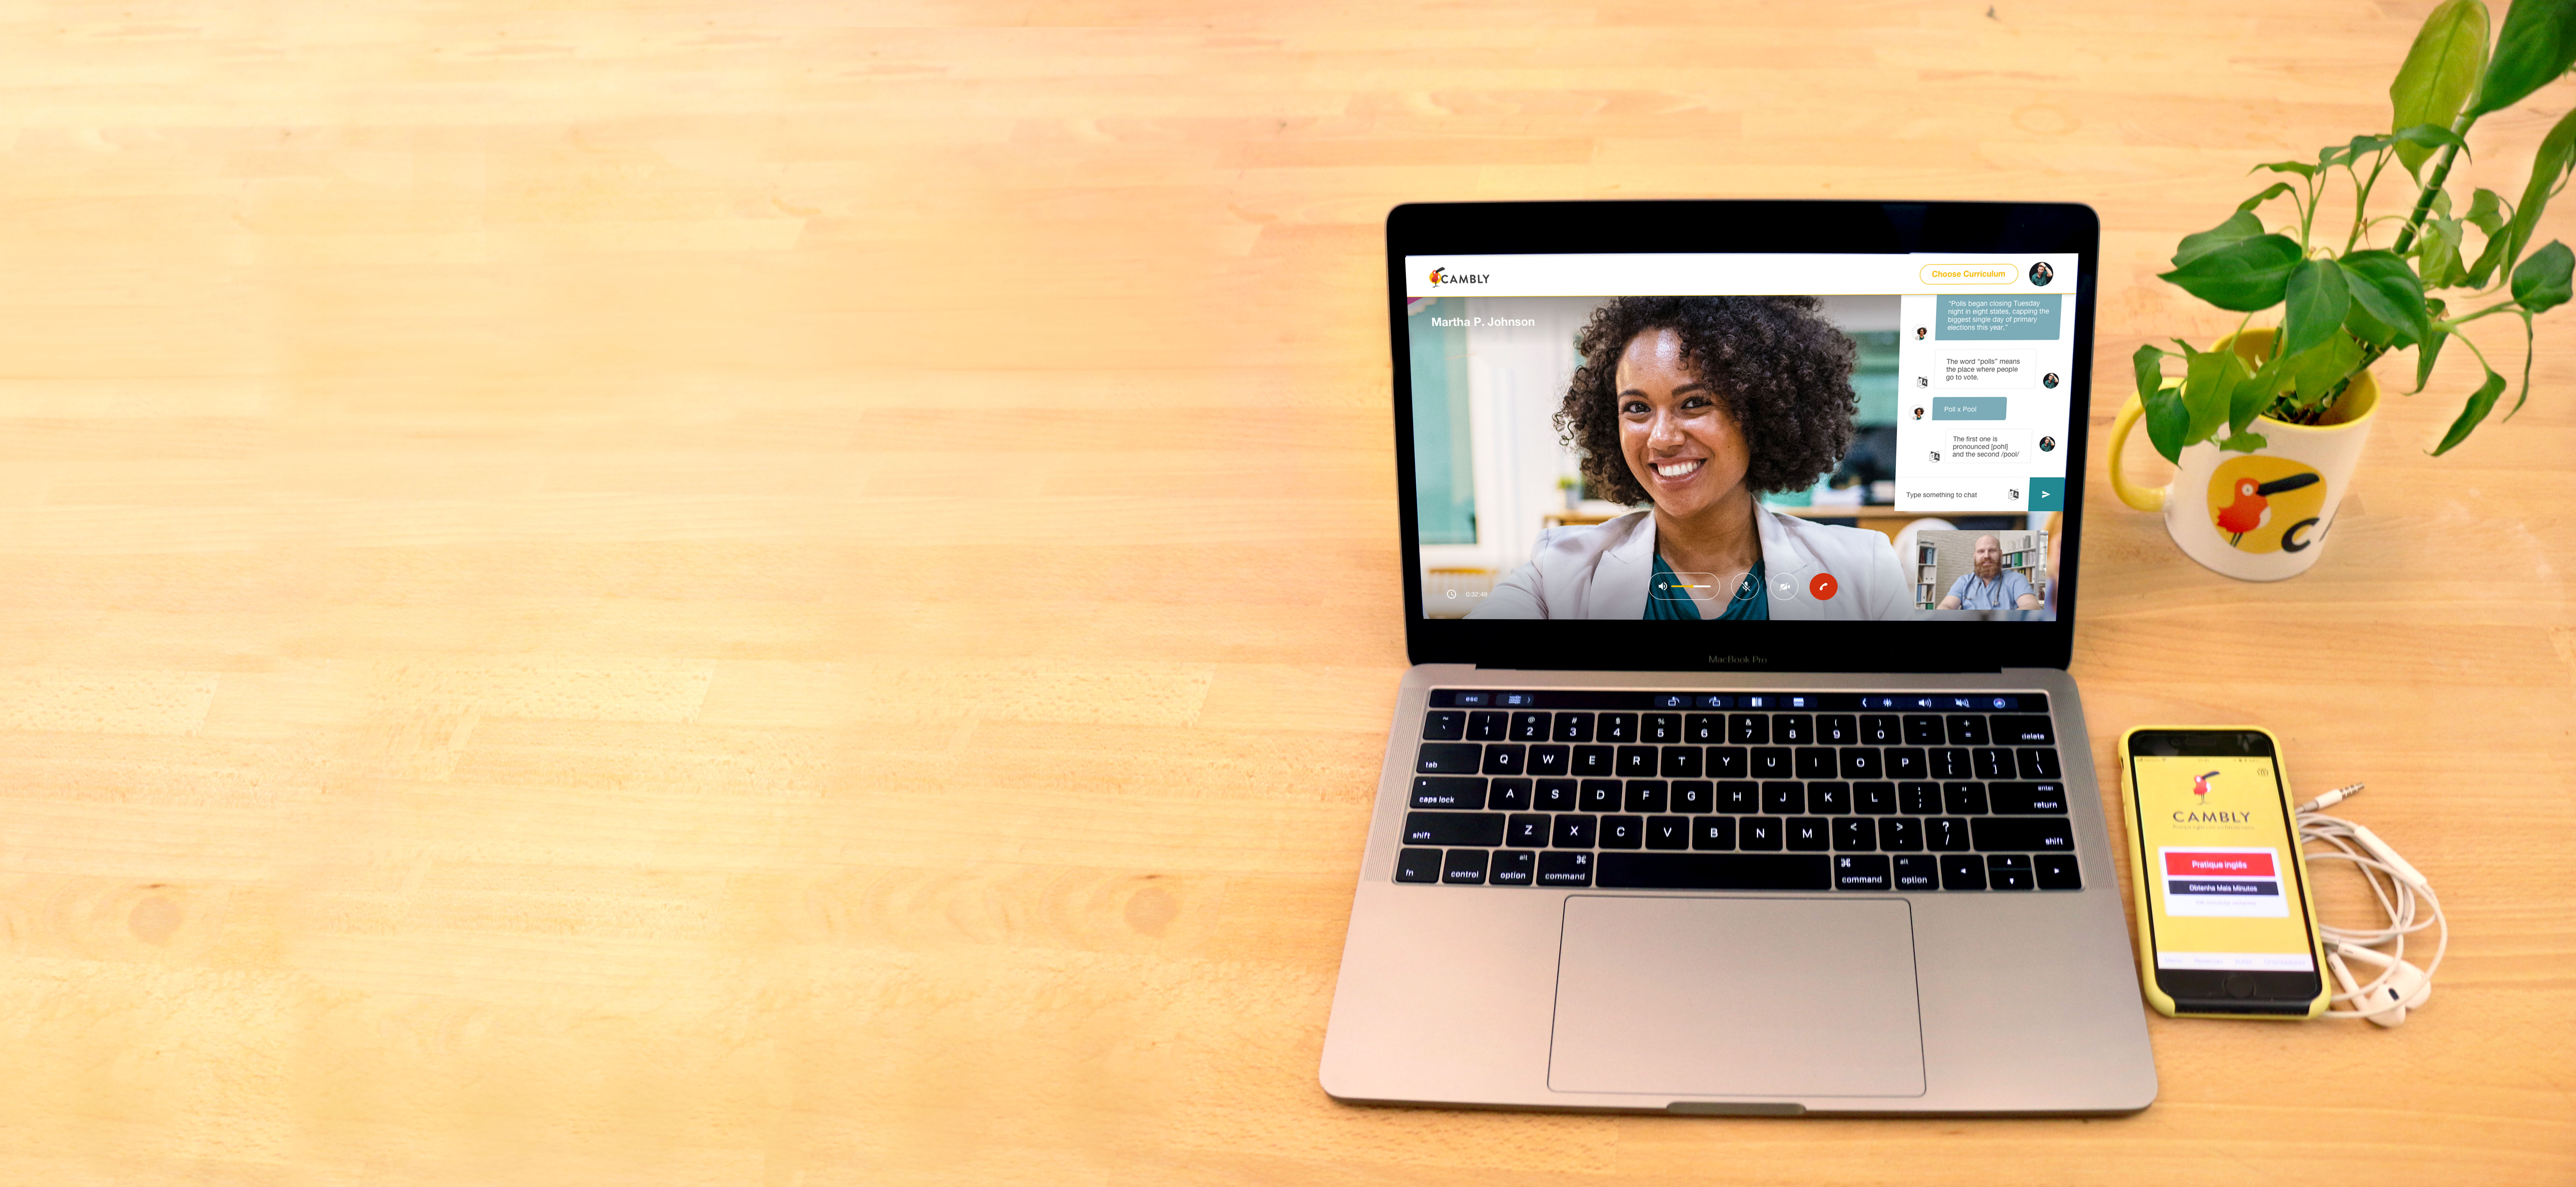 CAMBLY
Choose Curriculum
Martha P. Johnson
"Polls began closing Tuesday
night in eight states, capping the
biggest single day of primary
elections this year."
The word "polls" means
the place where people
go to vote.
Poll x Pool
The first one is
pronounced [pohl]
and the second /pool/
Type something to chat
0:32:49
MacBook Pro
esc
~ ! @ # $ % ^ & * ( ) _ +
` 1 2 3 4 5 6 7 8 9 0 - = delete
tab Q W E R T Y U I O P { [ } ] | \
caps lock A S D F G H J K L : ; " ' enter return
shift Z X C V B N M < , > . ? / shift
fn control alt option ⌘ command ⌘ command alt option
CA
CAMBLY
Pratique Inglês
Obtenha Mais Minutos